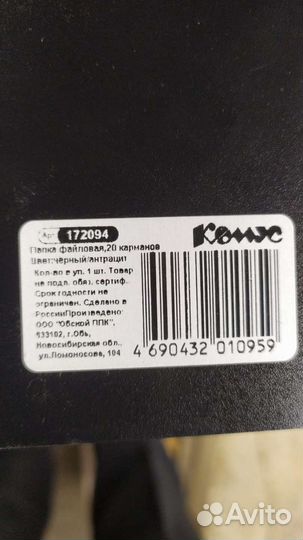 Арт. 172094
Папка файловая,20 карманов
Цвет:черный/антрацит
Кол-во в уп. 1 шт. Товар
не подл. обяз. сертиф.
Срок годности не
ограничен. Сделано в
РоссииПроизведено:
ООО "Обской ППК",
633102, г.Обь,
Новосибирская обл.,
ул.Ломоносова, 104
Комус
4 690432 010959
Avito